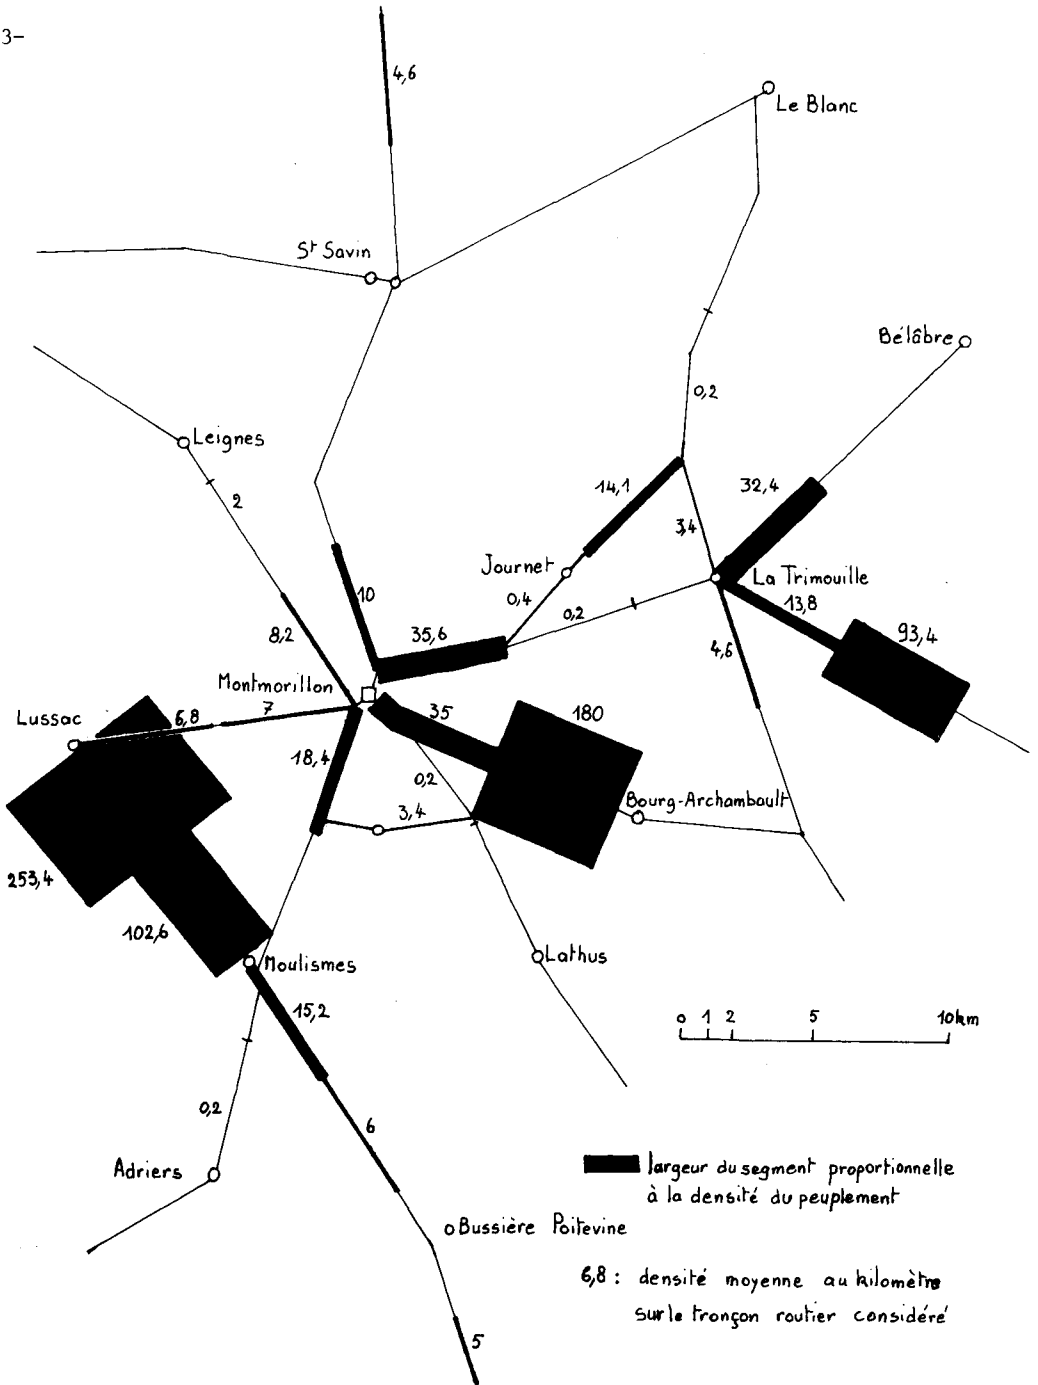 3-
4,6
Le Blanc
St Savin
Bélâbre
0,2
Leignes
2
14,1
32,4
3,4
Journet
La Trimouille
10
0,4
0,2
13,8
8,2
35,6
4,6
93,4
Montmorillon
Lussac
6,8
7
35
180
18,4
0,2
3,4
Bourg-Archambault
253,4
102,6
Moulismes
Lathus
15,2
0 1 2 5 10km
0,2
6
Adriers
largeur du segment proportionnelle
à la densité du peuplement
Bussière Poitevine
6,8 : densité moyenne au kilomètre
sur le tronçon routier considéré
5